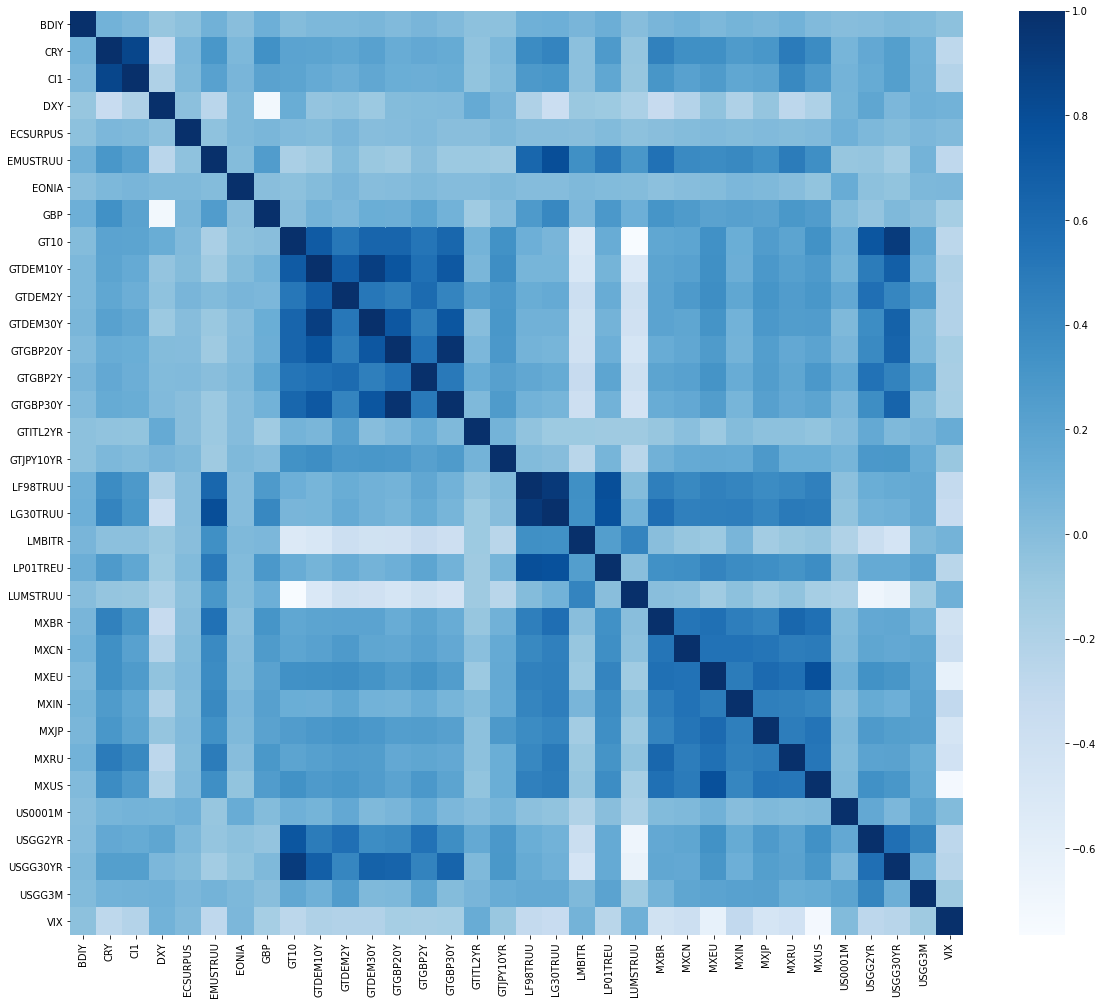 BDIY
CRY
CI1
DXY
ECSURPUS
EMUSTRUU
EONIA
GBP
GT10
GTDEM10Y
GTDEM2Y
GTDEM30Y
GTGBP20Y
GTGBP2Y
GTGBP30Y
GTITL2YR
GTJPY10YR
LF98TRUU
LG30TRUU
LMBITR
LP01TREU
LUMSTRUU
MXBR
MXCN
MXEU
MXIN
MXJP
MXRU
MXUS
US0001M
USGG2YR
USGG30YR
USGG3M
VIX
BDIY CRY CI1 DXY ECSURPUS EMUSTRUU EONIA GBP GT10 GTDEM10Y GTDEM2Y GTDEM30Y GTGBP20Y GTGBP2Y GTGBP30Y GTITL2YR GTJPY10YR LF98TRUU LG30TRUU LMBITR LP01TREU LUMSTRUU MXBR MXCN MXEU MXIN MXJP MXRU MXUS US0001M USGG2YR USGG30YR USGG3M VIX
1.0
0.8
0.6
0.4
0.2
0.0
−0.2
−0.4
−0.6